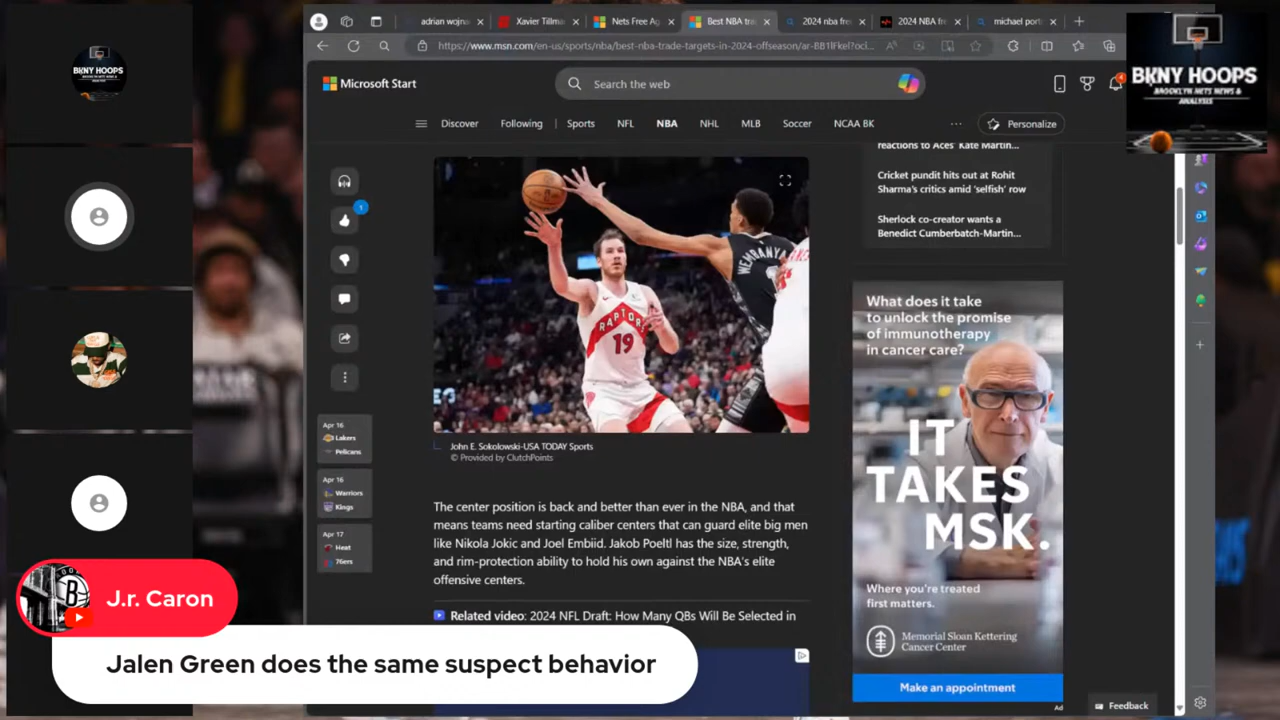 adrian wojna
Xavier Tillma
Nets Free Ag
Best NBA tra
2024 nba fre
2024 NBA fr
michael port
https://www.msn.com/en-us/sports/nba/best-nba-trade-targets-in-2024-offseason/ar-BB1lFkel?oci...
BKNY HOOPS
BROOKLYN NETS NEWS &
ANALYSIS
Microsoft Start
Search the web
4
Discover
Following
Sports
NFL
NBA
NHL
MLB
Soccer
NCAA BK
Personalize
BKNY HOOPS
reactions to Aces' Kate Martin...
Cricket pundit hits out at Rohit
Sharma's critics amid 'selfish' row
Sherlock co-creator wants a
Benedict Cumberbatch-Martin...
1
WEMBANYA
RAPTORS
19
John E. Sokolowski-USA TODAY Sports
© Provided by ClutchPoints
Apr 16
Lakers
Pelicans
Apr 16
Warriors
Kings
Apr 17
Heat
76ers
The center position is back and better than ever in the NBA, and that
means teams need starting caliber centers that can guard elite big men
like Nikola Jokic and Joel Embiid. Jakob Poeltl has the size, strength,
and rim-protection ability to hold his own against the NBA's elite
offensive centers.
Related video: 2024 NFL Draft: How Many QBs Will Be Selected in
What does it take
to unlock the promise
of immunotherapy
in cancer care?
IT
TAKES
MSK.
Where you're treated
first matters.
Memorial Sloan Kettering
Cancer Center
Make an appointment
Ad
Feedback
B
J.r. Caron
Jalen Green does the same suspect behavior